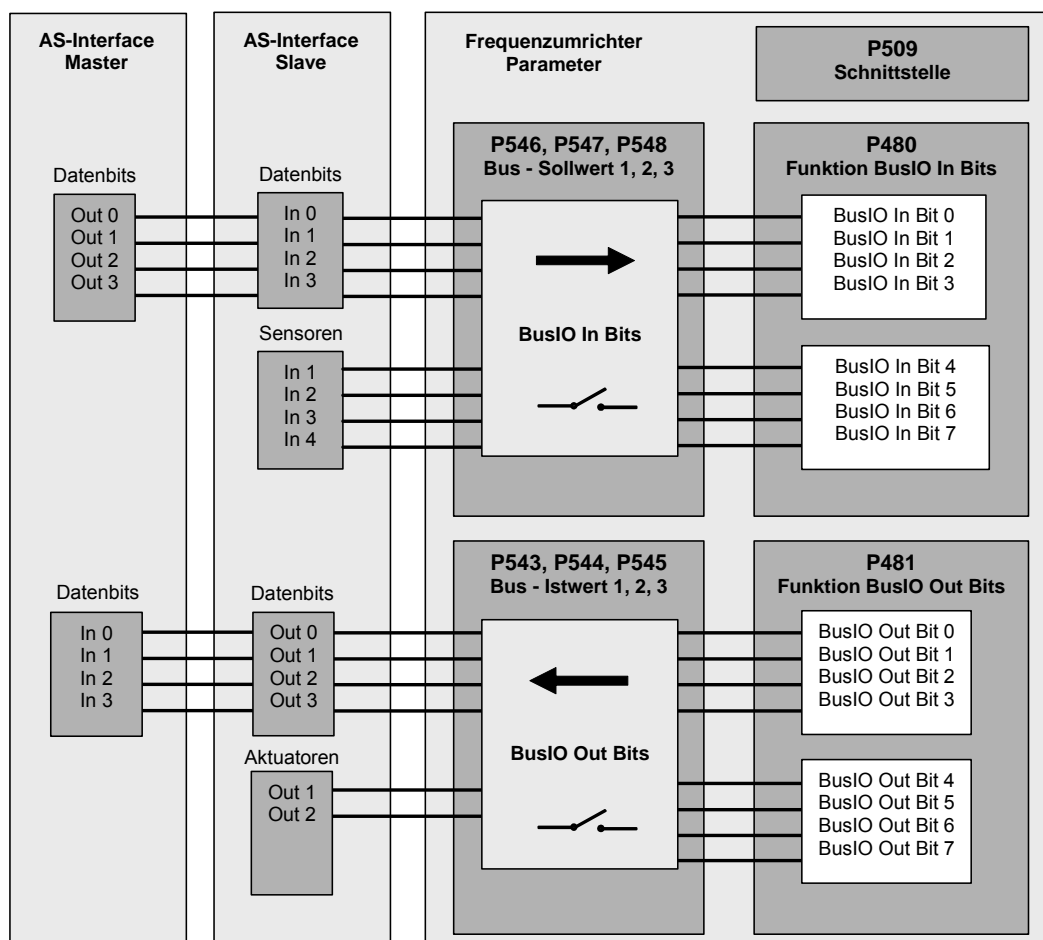 AS-Interface
Master
AS-Interface
Slave
Frequenzumrichter
Parameter
P509
Schnittstelle
P546, P547, P548
Bus - Sollwert 1, 2, 3
P480
Funktion BusIO In Bits
Datenbits
Out 0
Out 1
Out 2
Out 3
Datenbits
In 0
In 1
In 2
In 3
Sensoren
In 1
In 2
In 3
In 4
BusIO In Bits
BusIO In Bit 0
BusIO In Bit 1
BusIO In Bit 2
BusIO In Bit 3
BusIO In Bit 4
BusIO In Bit 5
BusIO In Bit 6
BusIO In Bit 7
P543, P544, P545
Bus - Istwert 1, 2, 3
P481
Funktion BusIO Out Bits
Datenbits
In 0
In 1
In 2
In 3
Datenbits
Out 0
Out 1
Out 2
Out 3
Aktuatoren
Out 1
Out 2
BusIO Out Bits
BusIO Out Bit 0
BusIO Out Bit 1
BusIO Out Bit 2
BusIO Out Bit 3
BusIO Out Bit 4
BusIO Out Bit 5
BusIO Out Bit 6
BusIO Out Bit 7